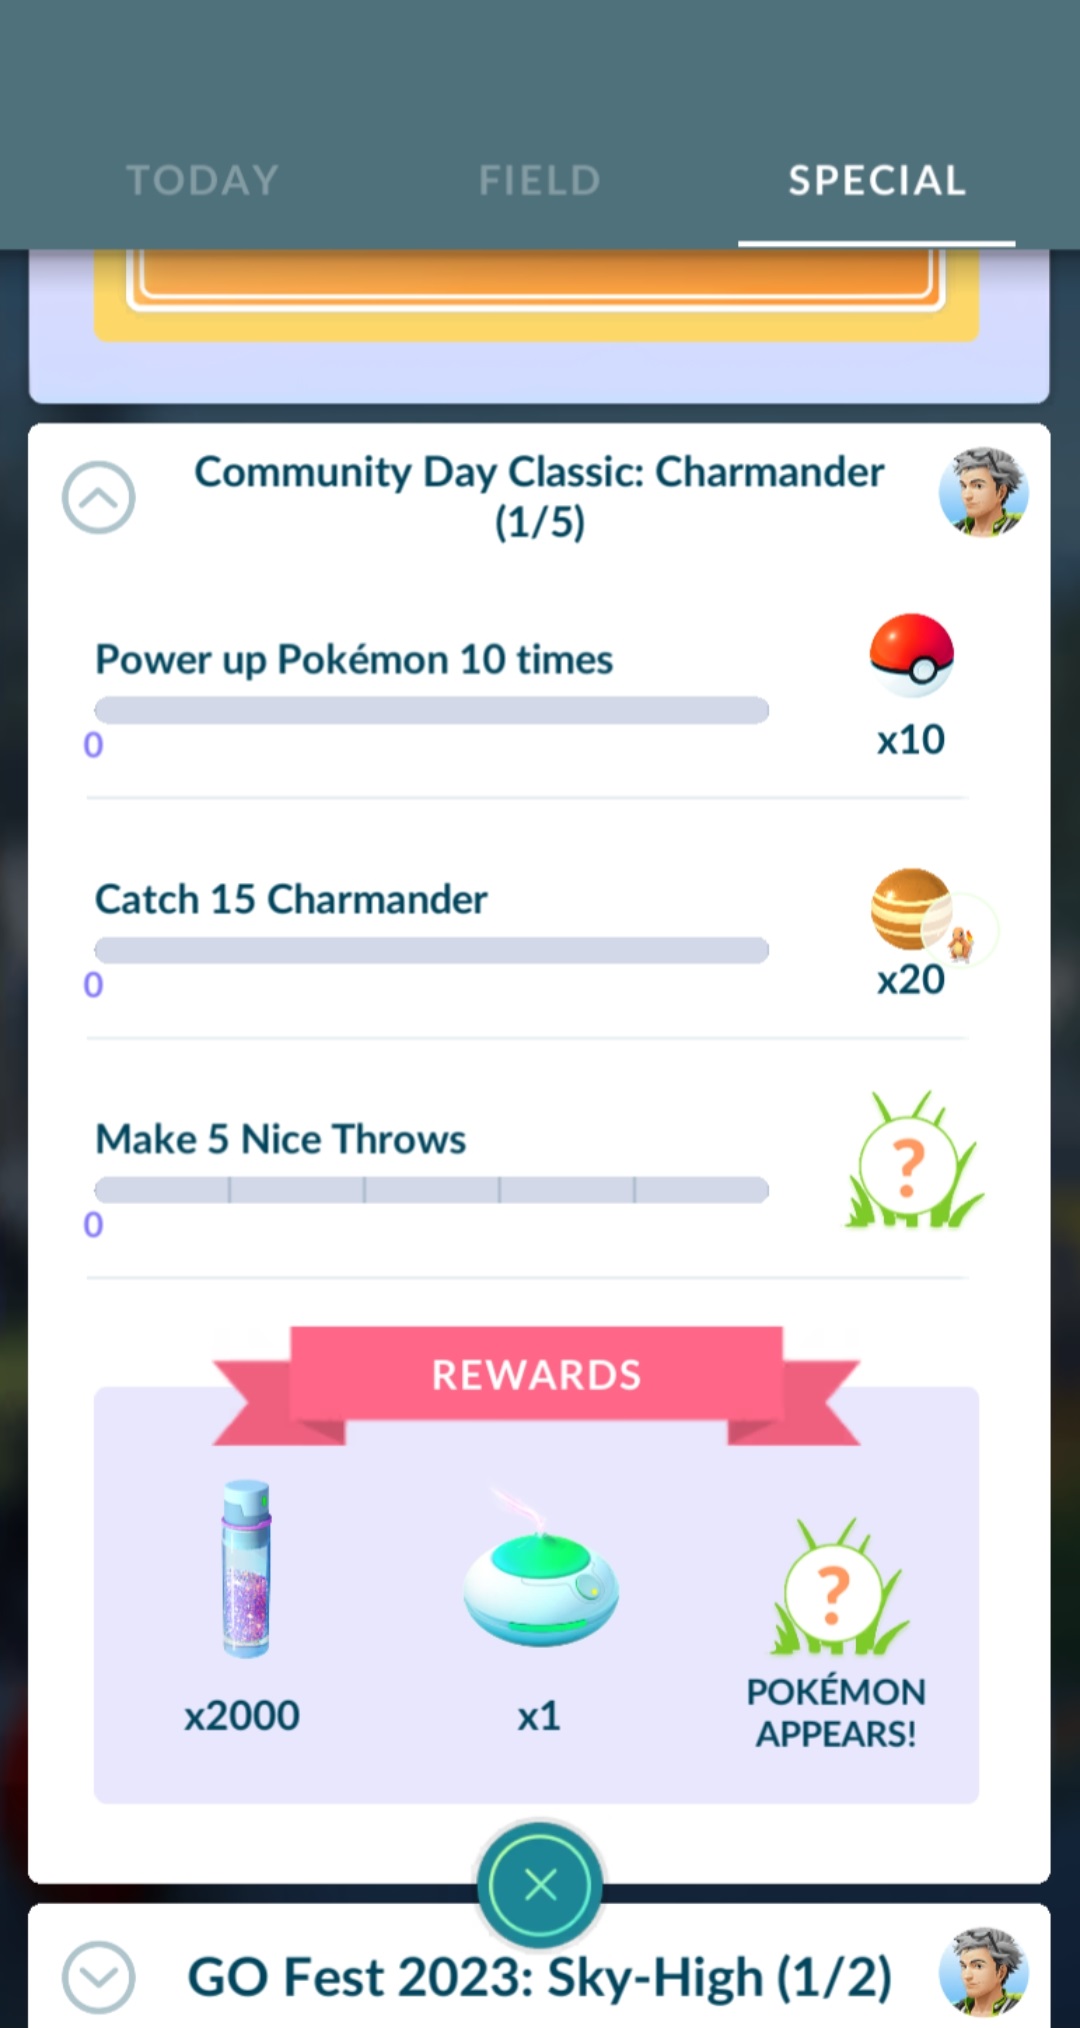 TODAY
FIELD
SPECIAL
Community Day Classic: Charmander
(1/5)
Power up Pokémon 10 times
0
x10
Catch 15 Charmander
0
x20
Make 5 Nice Throws
0
?
REWARDS
x2000
x1
?
POKÉMON
APPEARS!
GO Fest 2023: Sky-High (1/2)